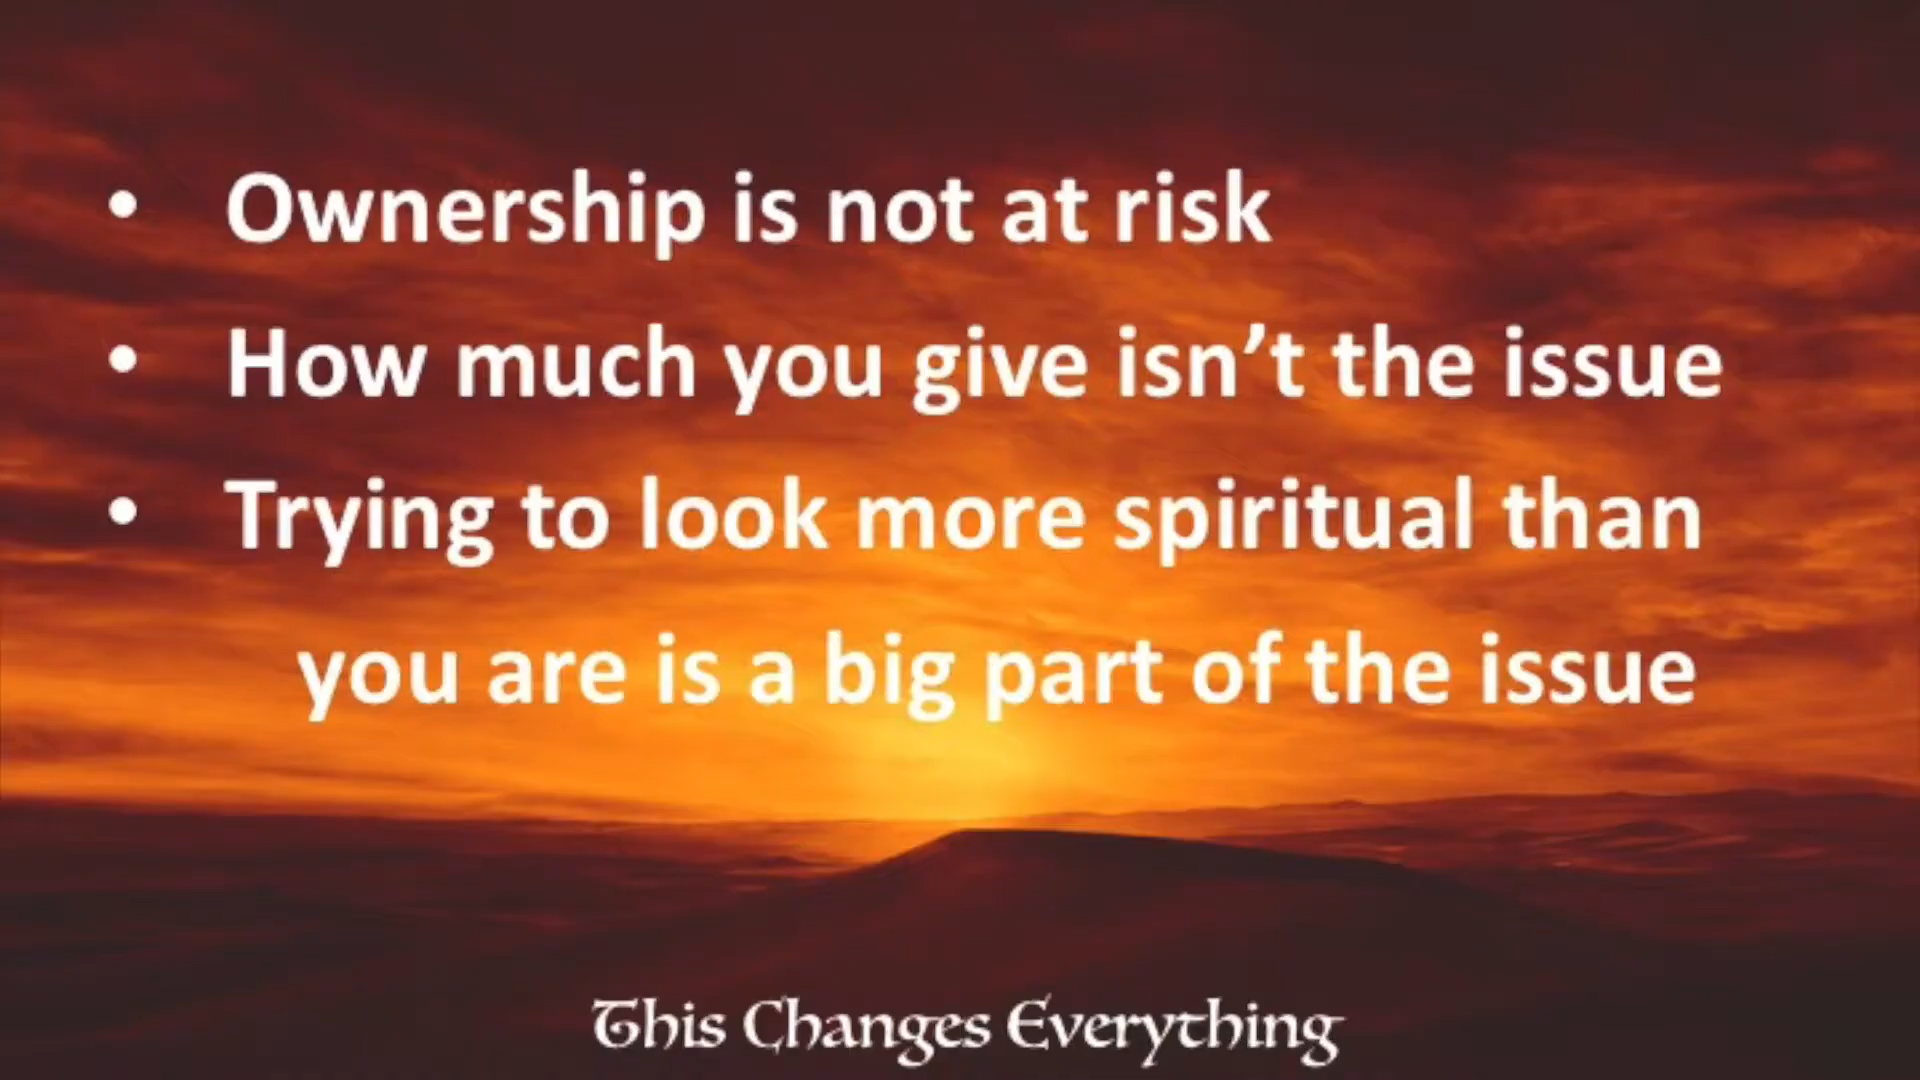 • Ownership is not at risk
• How much you give isn’t the issue
• Trying to look more spiritual than
you are is a big part of the issue
This Changes Everything